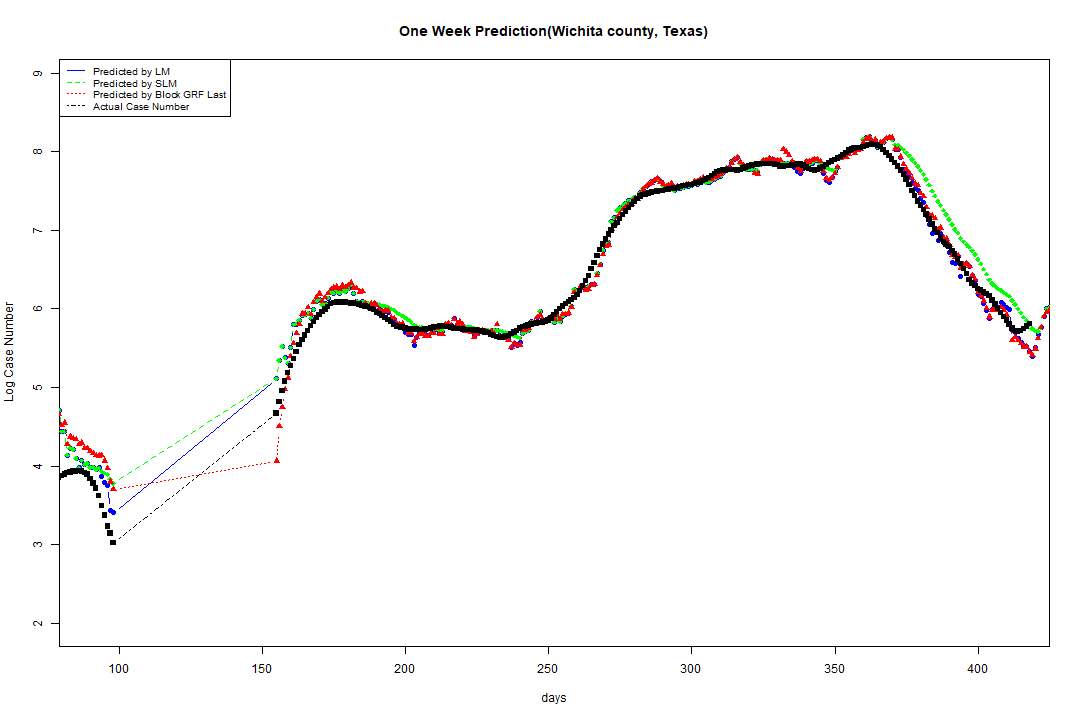 One Week Prediction(Wichita county, Texas)
Predicted by LM
Predicted by SLM
Predicted by Block GRF Last
Actual Case Number
9
8
7
6
5
4
3
2
Log Case Number
100 150 200 250 300 350 400
days